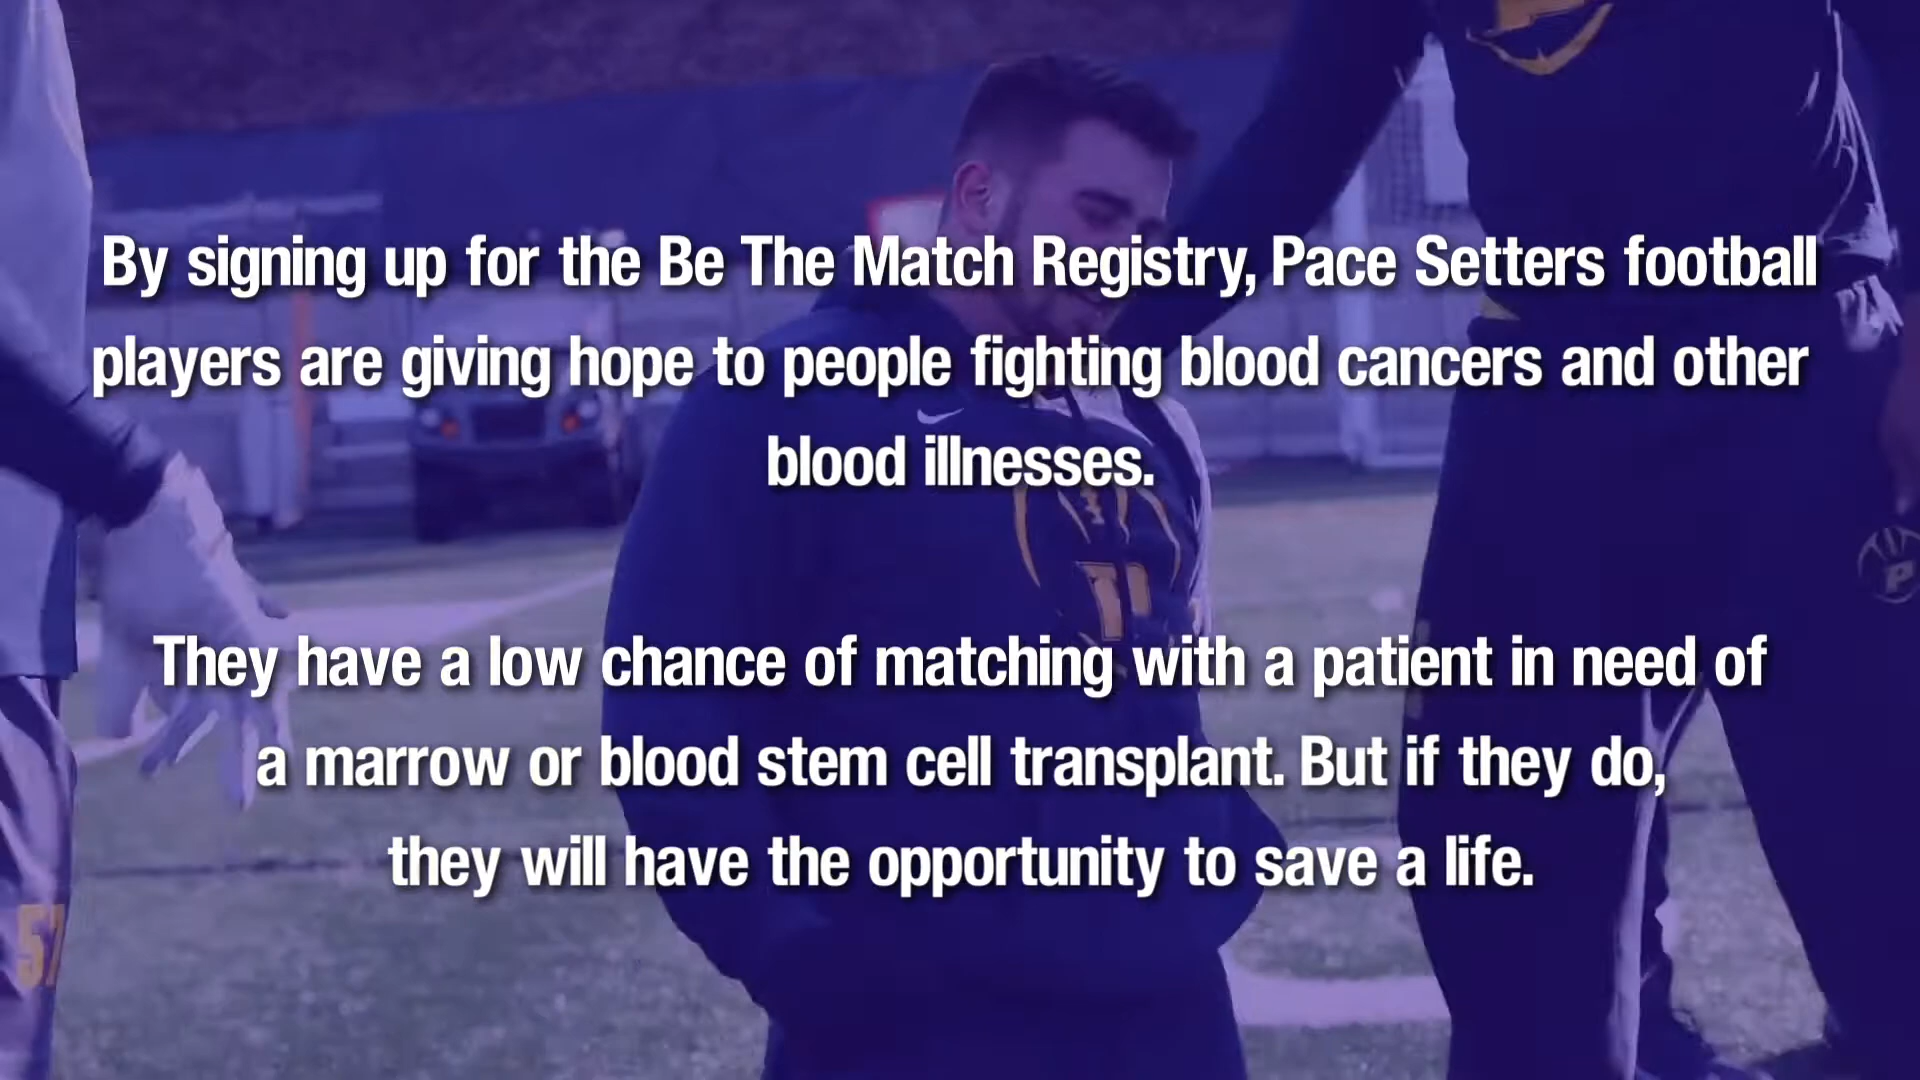 By signing up for the Be The Match Registry, Pace Setters football
players are giving hope to people fighting blood cancers and other
blood illnesses.
They have a low chance of matching with a patient in need of
a marrow or blood stem cell transplant. But if they do,
they will have the opportunity to save a life.
57
P